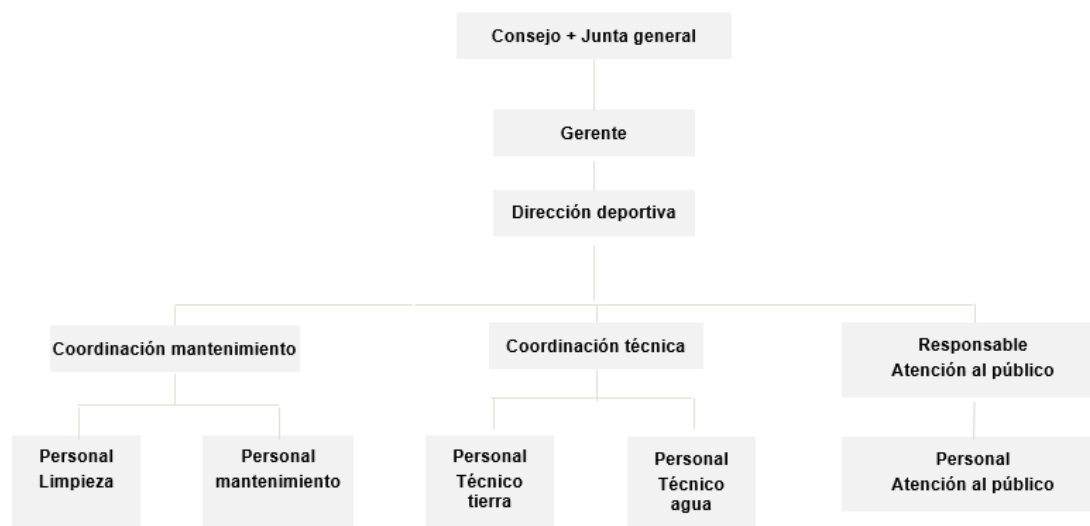 Consejo + Junta general
Gerente
Dirección deportiva
Coordinación mantenimiento
Coordinación técnica
Responsable
Atención al público
Personal
Limpieza
Personal
mantenimiento
Personal
Técnico
tierra
Personal
Técnico
agua
Personal
Atención al público